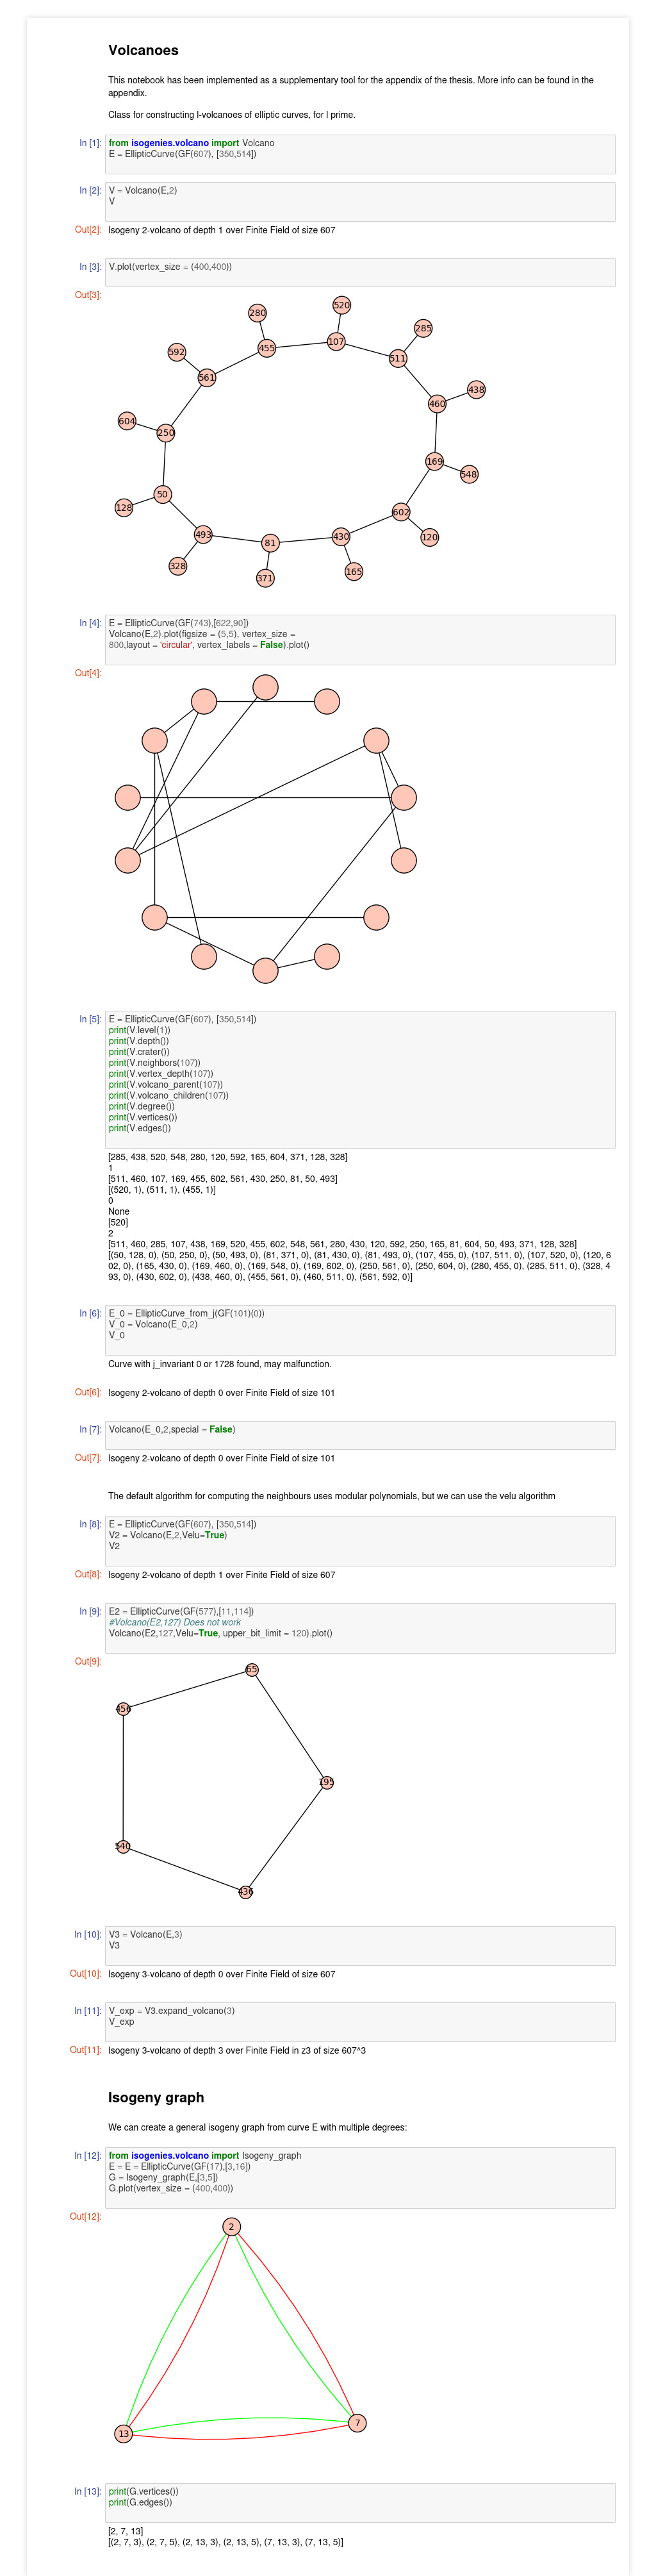 Volcanoes
This notebook has been implemented as a supplementary tool for the appendix of the thesis. More info can be found in the
appendix.
Class for constructing l-volcanoes of elliptic curves, for l prime.
In [1]: from isogenies.volcano import Volcano
E = EllipticCurve(GF(607), [350,514])
In [2]: V = Volcano(E,2)
V
Out[2]: Isogeny 2-volcano of depth 1 over Finite Field of size 607
In [3]: V.plot(vertex_size = (400,400))
Out[3]:
520
280
285
107
455
592
511
561
438
460
604
250
169
548
50
128
602
493
430
120
81
328
165
371
In [4]: E = EllipticCurve(GF(743),[622,90])
Volcano(E,2).plot(figsize = (5,5), vertex_size =
800,layout = 'circular', vertex_labels = False).plot()
Out[4]:
In [5]: E = EllipticCurve(GF(607), [350,514])
print(V.level(1))
print(V.depth())
print(V.crater())
print(V.neighbors(107))
print(V.vertex_depth(107))
print(V.volcano_parent(107))
print(V.volcano_children(107))
print(V.degree())
print(V.vertices())
print(V.edges())
[285, 438, 520, 548, 280, 120, 592, 165, 604, 371, 128, 328]
1
[511, 460, 107, 169, 455, 602, 561, 430, 250, 81, 50, 493]
[(520, 1), (511, 1), (455, 1)]
0
None
[520]
2
[511, 460, 285, 107, 438, 169, 520, 455, 602, 548, 561, 280, 430, 120, 592, 250, 165, 81, 604, 50, 493, 371, 128, 328]
[(50, 128, 0), (50, 250, 0), (50, 493, 0), (81, 371, 0), (81, 430, 0), (81, 493, 0), (107, 455, 0), (107, 511, 0), (107, 520, 0), (120, 6
02, 0), (165, 430, 0), (169, 460, 0), (169, 548, 0), (169, 602, 0), (250, 561, 0), (250, 604, 0), (280, 455, 0), (285, 511, 0), (328, 4
93, 0), (430, 602, 0), (438, 460, 0), (455, 561, 0), (460, 511, 0), (561, 592, 0)]
In [6]: E_0 = EllipticCurve_from_j(GF(101)(0))
V_0 = Volcano(E_0,2)
V_0
Curve with j_invariant 0 or 1728 found, may malfunction.
Out[6]: Isogeny 2-volcano of depth 0 over Finite Field of size 101
In [7]: Volcano(E_0,2,special = False)
Out[7]: Isogeny 2-volcano of depth 0 over Finite Field of size 101
The default algorithm for computing the neighbours uses modular polynomials, but we can use the velu algorithm
In [8]: E = EllipticCurve(GF(607), [350,514])
V2 = Volcano(E,2,Velu=True)
V2
Out[8]: Isogeny 2-volcano of depth 1 over Finite Field of size 607
In [9]: E2 = EllipticCurve(GF(577),[11,114])
#Volcano(E2,127) Does not work
Volcano(E2,127,Velu=True, upper_bit_limit = 120).plot()
Out[9]:
65
456
195
540
436
In [10]: V3 = Volcano(E,3)
V3
Out[10]: Isogeny 3-volcano of depth 0 over Finite Field of size 607
In [11]: V_exp = V3.expand_volcano(3)
V_exp
Out[11]: Isogeny 3-volcano of depth 3 over Finite Field in z3 of size 607^3
Isogeny graph
We can create a general isogeny graph from curve E with multiple degrees:
In [12]: from isogenies.volcano import Isogeny_graph
E = E = EllipticCurve(GF(17),[3,16])
G = Isogeny_graph(E,[3,5])
G.plot(vertex_size = (400,400))
Out[12]:
2
7
13
In [13]: print(G.vertices())
print(G.edges())
[2, 7, 13]
[(2, 7, 3), (2, 7, 5), (2, 13, 3), (2, 13, 5), (7, 13, 3), (7, 13, 5)]